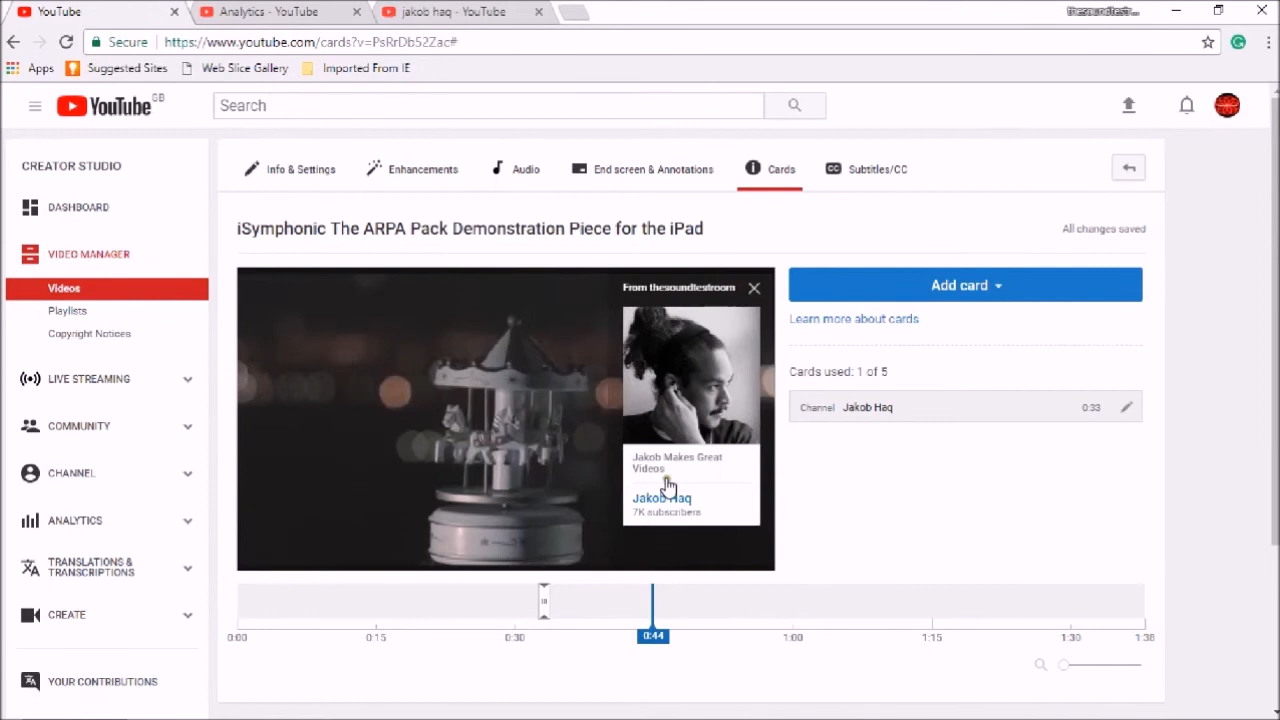 YouTube
Analytics - YouTube
jakob haq - YouTube
thesoundtestr...
Secure
https://www.youtube.com/cards?v=PsRrDb52Zac#
Apps
Suggested Sites
Web Slice Gallery
Imported From IE
YouTube GB
Search
CREATOR STUDIO
DASHBOARD
VIDEO MANAGER
Videos
Playlists
Copyright Notices
LIVE STREAMING
COMMUNITY
CHANNEL
ANALYTICS
TRANSLATIONS &
TRANSCRIPTIONS
CREATE
YOUR CONTRIBUTIONS
Info & Settings
Enhancements
Audio
End screen & Annotations
Cards
CC Subtitles/CC
iSymphonic The ARPA Pack Demonstration Piece for the iPad
All changes saved
From thesoundtestroom
Jakob Makes Great
Videos
Jakob Haq
7K subscribers
Add card
Learn more about cards
Cards used: 1 of 5
Channel Jakob Haq 0:33
0:00 0:15 0:30 0:44 1:00 1:15 1:30 1:38